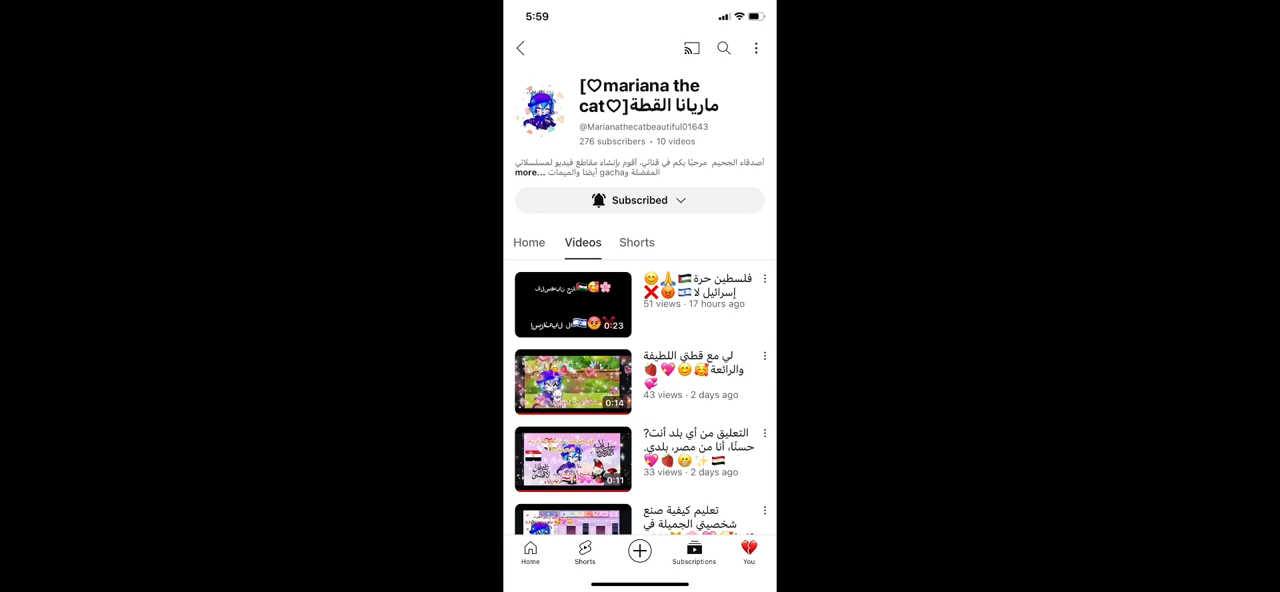 5:59
[♡mariana the
cat♡]ماريانا القطة
@Marianathecatbeautiful01643
276 subscribers • 10 videos
أصدقاء الجحيم مرحبًا بكم في قناتي، أقوم بإنشاء مقاطع فيديو لمسلسلاتي
المفضلة وgacha أيضًا والميمات ...more
Subscribed
Home Videos Shorts
فلسطين حرة🇵🇸🙏😊
إسرائيل لا🇮🇱😡❌
51 views · 17 hours ago
0:23
لي مع قطتي اللطيفة
والرائعة🥰😊💖🍓
💞
43 views · 2 days ago
0:14
التعليق من أي بلد أنت?
حسنًا، أنا من مصر، بلدي.
🇪🇬✨😁🍓💖
33 views · 2 days ago
0:11
تعليم كيفية صنع
شخصيتي الجميلة في
Home Shorts Subscriptions You